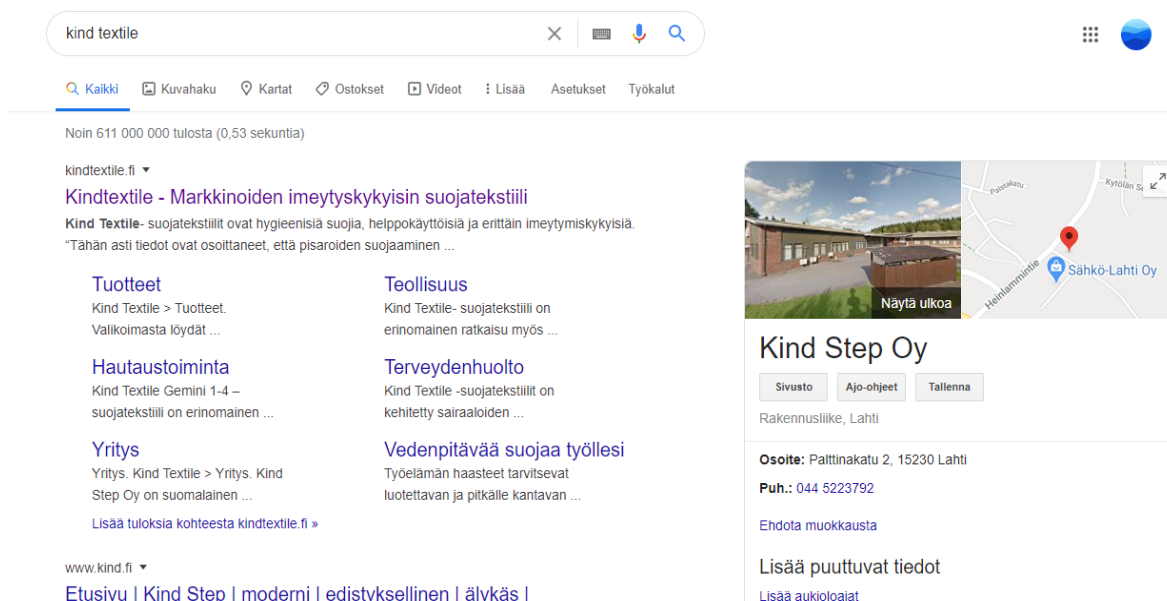 kind textile
Kaikki Kuvahaku Kartat Ostokset Videot Lisää Asetukset Työkalut
Noin 611 000 000 tulosta (0,53 sekuntia)
kindtextile.fi
Kindtextile - Markkinoiden imeytyskykyisin suojatekstiili
Kind Textile- suojatekstiilit ovat hygieenisiä suojia, helppokäyttöisiä ja erittäin imeytymiskykyisiä.
“Tähän asti tiedot ovat osoittaneet, että pisaroiden suojaaminen ...
Tuotteet
Kind Textile > Tuotteet.
Valikoimasta löydät ...
Teollisuus
Kind Textile- suojatekstiili on
erinomainen ratkaisu myös ...
Hautaustoiminta
Kind Textile Gemini 1-4 –
suojatekstiili on erinomainen ...
Terveydenhuolto
Kind Textile -suojatekstiilit on
kehitetty sairaaloiden ...
Yritys
Yritys. Kind Textile > Yritys. Kind
Step Oy on suomalainen ...
Vedenpitävää suojaa työllesi
Työelämän haasteet tarvitsevat
luotettavan ja pitkälle kantavan ...
Lisää tuloksia kohteesta kindtextile.fi »
www.kind.fi
Etusivu | Kind Step | moderni | edistyksellinen | älykäs |
Näytä ulkoa
Paistakatu
Kytölän
Heinlammintie
Sähkö-Lahti Oy
Kind Step Oy
Sivusto Ajo-ohjeet Tallenna
Rakennusliike, Lahti
Osoite: Palttinakatu 2, 15230 Lahti
Puh.: 044 5223792
Ehdota muokkausta
Lisää puuttuvat tiedot
Lisää aukioloajat